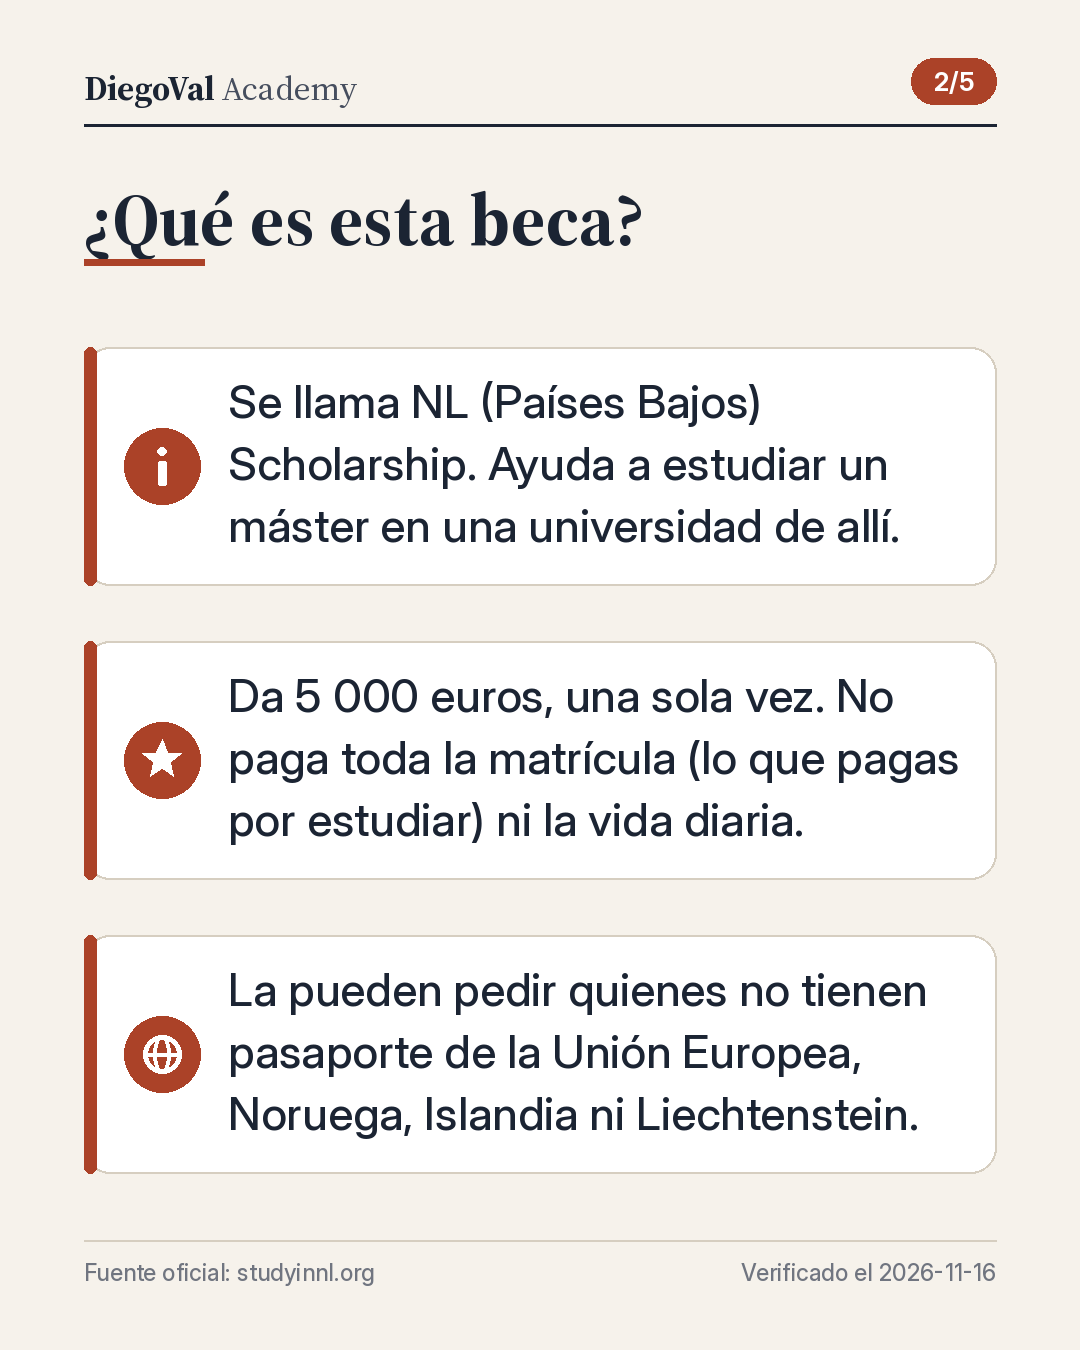 DiegoVal Academy
2/5
¿Qué es esta beca?
Se llama NL (Países Bajos)
Scholarship. Ayuda a estudiar un
máster en una universidad de allí.
Da 5 000 euros, una sola vez. No
paga toda la matrícula (lo que pagas
por estudiar) ni la vida diaria.
La pueden pedir quienes no tienen
pasaporte de la Unión Europea,
Noruega, Islandia ni Liechtenstein.
Fuente oficial: studyinnl.org
Verificado el 2026-11-16